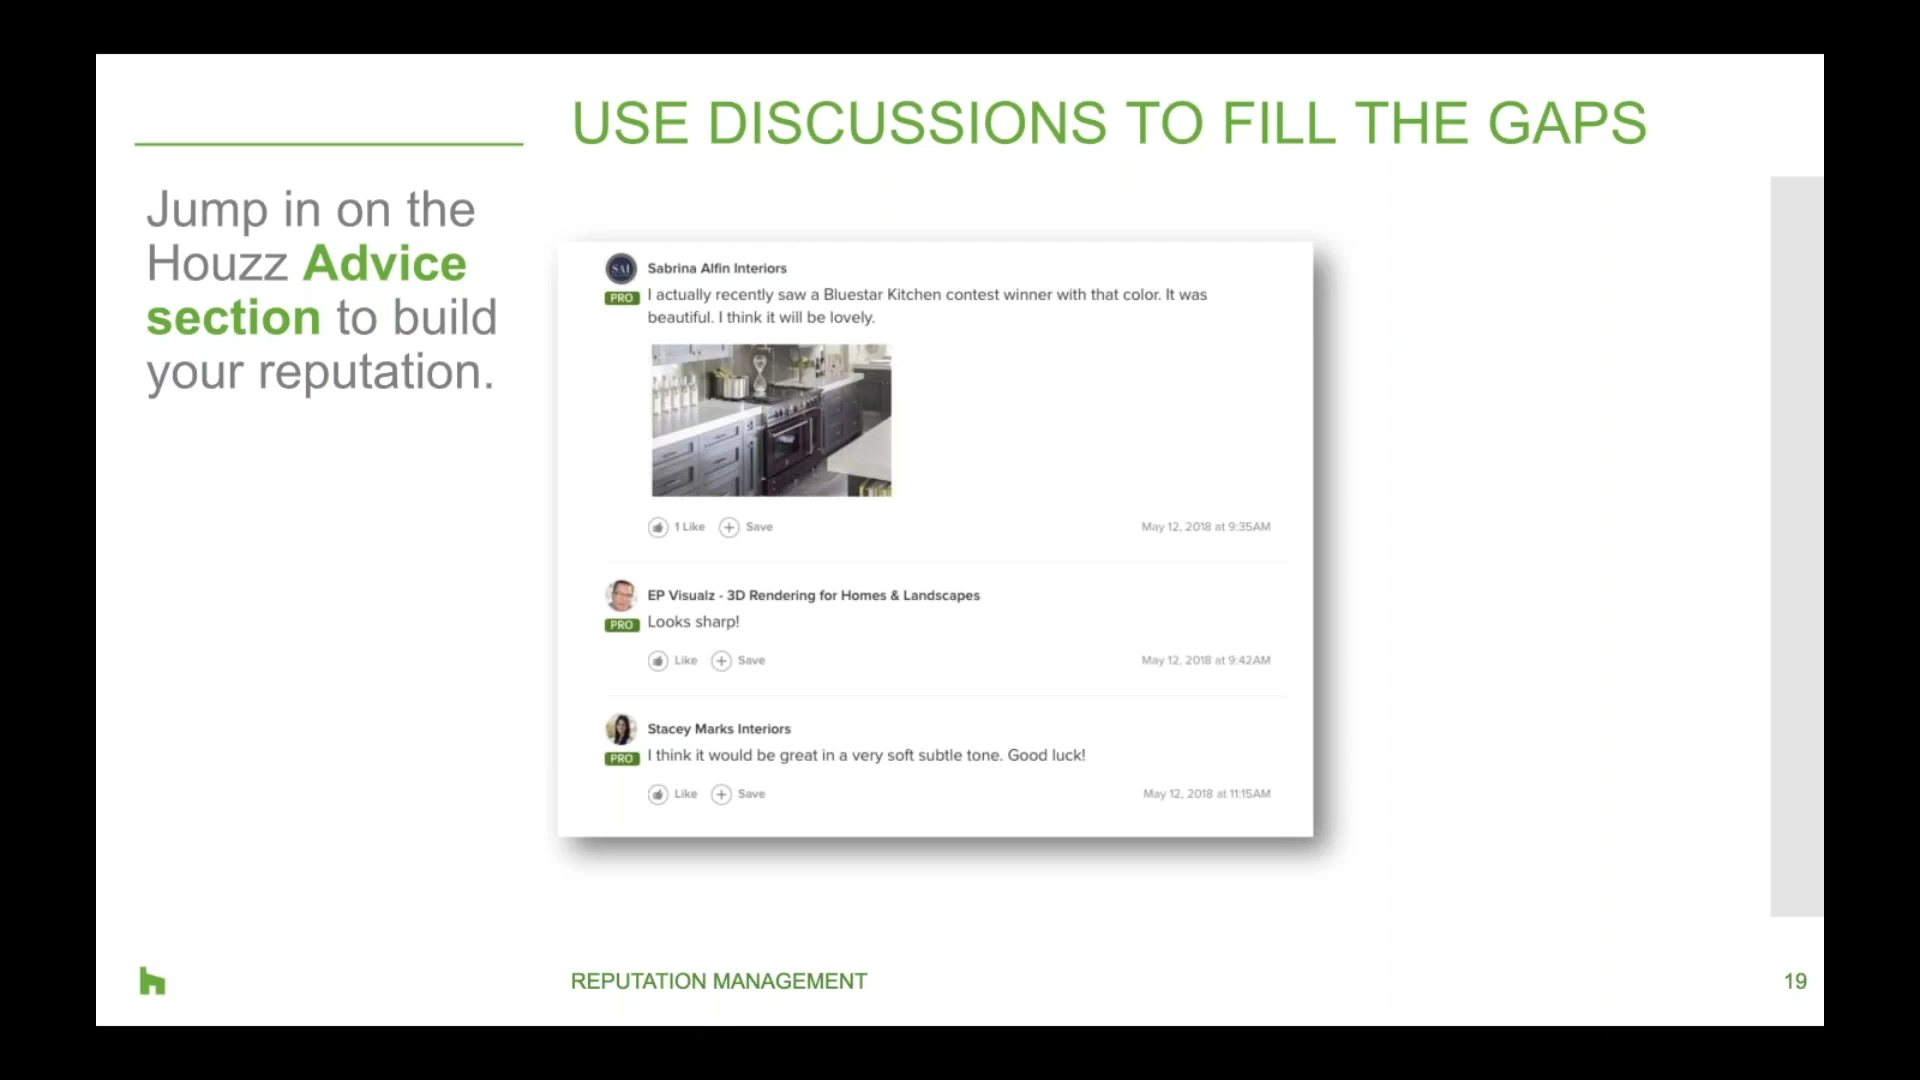 USE DISCUSSIONS TO FILL THE GAPS
Jump in on the
Houzz Advice
section to build
your reputation.
SAI
Sabrina Alfin Interiors
PRO
I actually recently saw a Bluestar Kitchen contest winner with that color. It was
beautiful. I think it will be lovely.
1 Like
Save
May 12, 2018 at 9:35AM
EP Visualz - 3D Rendering for Homes & Landscapes
PRO
Looks sharp!
Like
Save
May 12, 2018 at 9:42AM
Stacey Marks Interiors
PRO
I think it would be great in a very soft subtle tone. Good luck!
Like
Save
May 12, 2018 at 11:15AM
REPUTATION MANAGEMENT
19